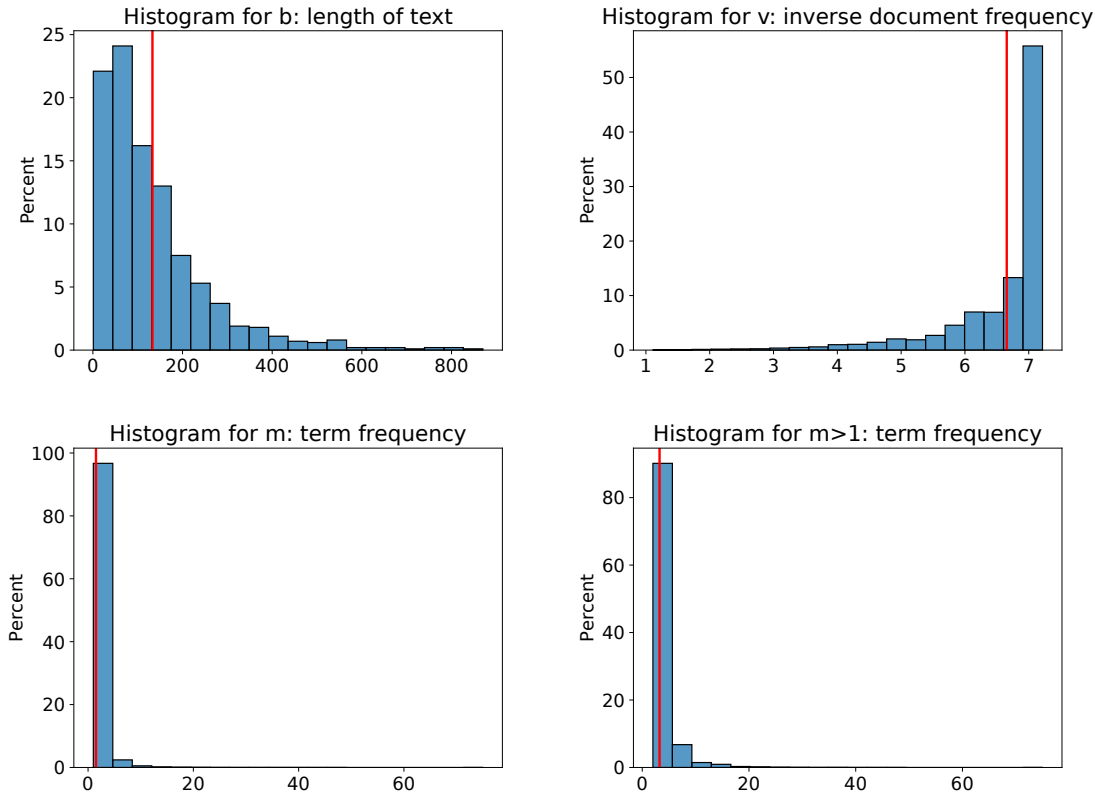 Histogram for b: length of text
Percent
25
20
15
10
5
0
0 200 400 600 800
Histogram for v: inverse document frequency
Percent
50
40
30
20
10
0
1 2 3 4 5 6 7
Histogram for m: term frequency
Percent
100
80
60
40
20
0
0 20 40 60
Histogram for m>1: term frequency
Percent
80
60
40
20
0
0 20 40 60